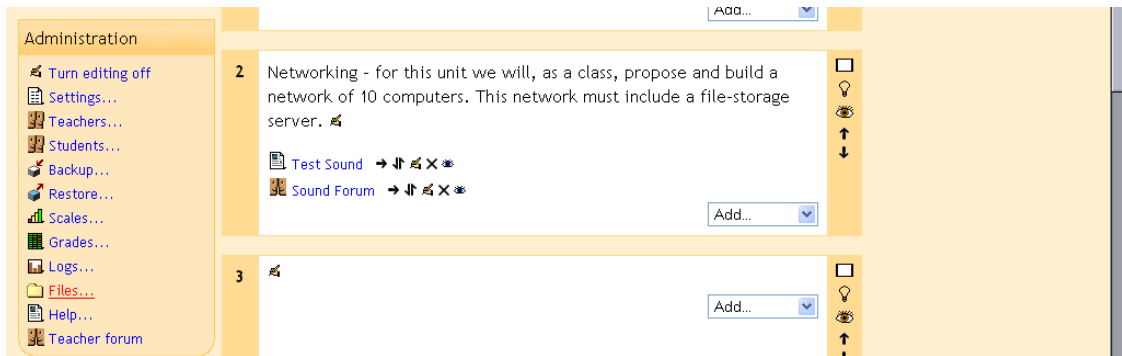 Add...
Administration
Turn editing off
Settings...
Teachers...
Students...
Backup...
Restore...
Scales...
Grades...
Logs...
Files...
Help...
Teacher forum
2
Networking - for this unit we will, as a class, propose and build a
network of 10 computers. This network must include a file-storage
server.
Test Sound
Sound Forum
Add...
3
Add...